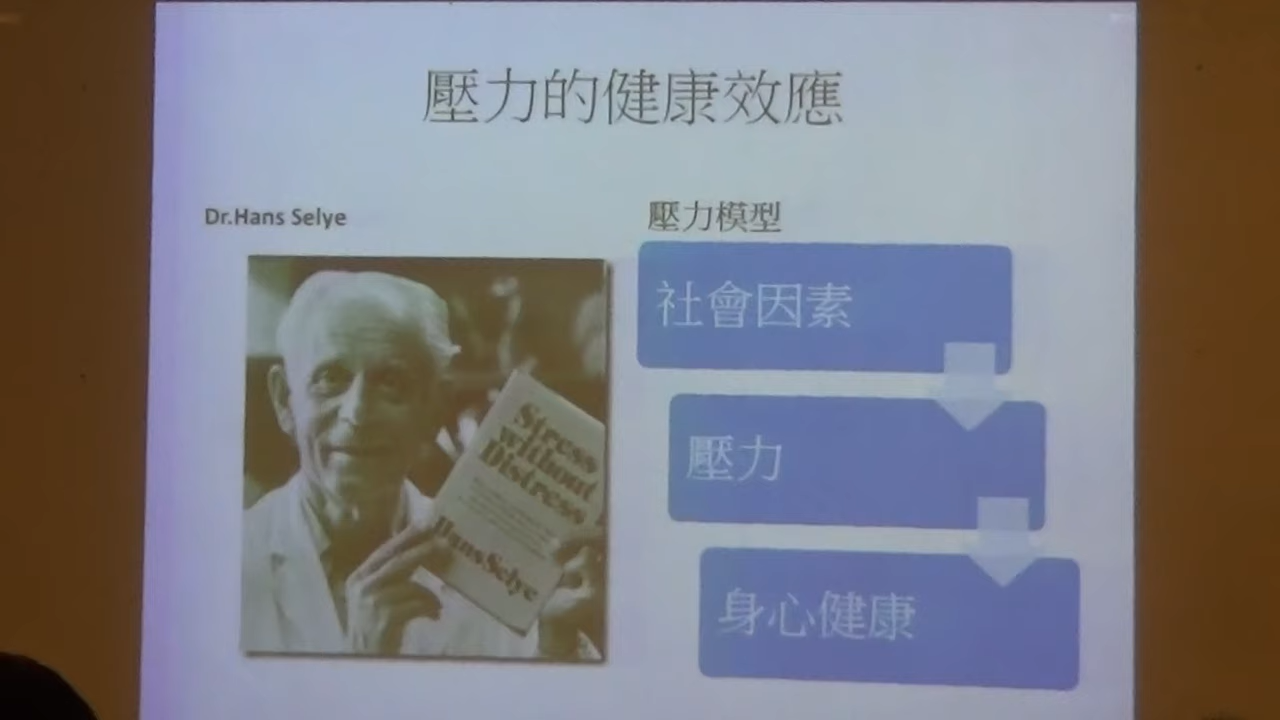 壓力的健康效應
Dr.Hans Selye
壓力模型
社會因素
壓力
身心健康
Stress
without
Distress
Hans Selye